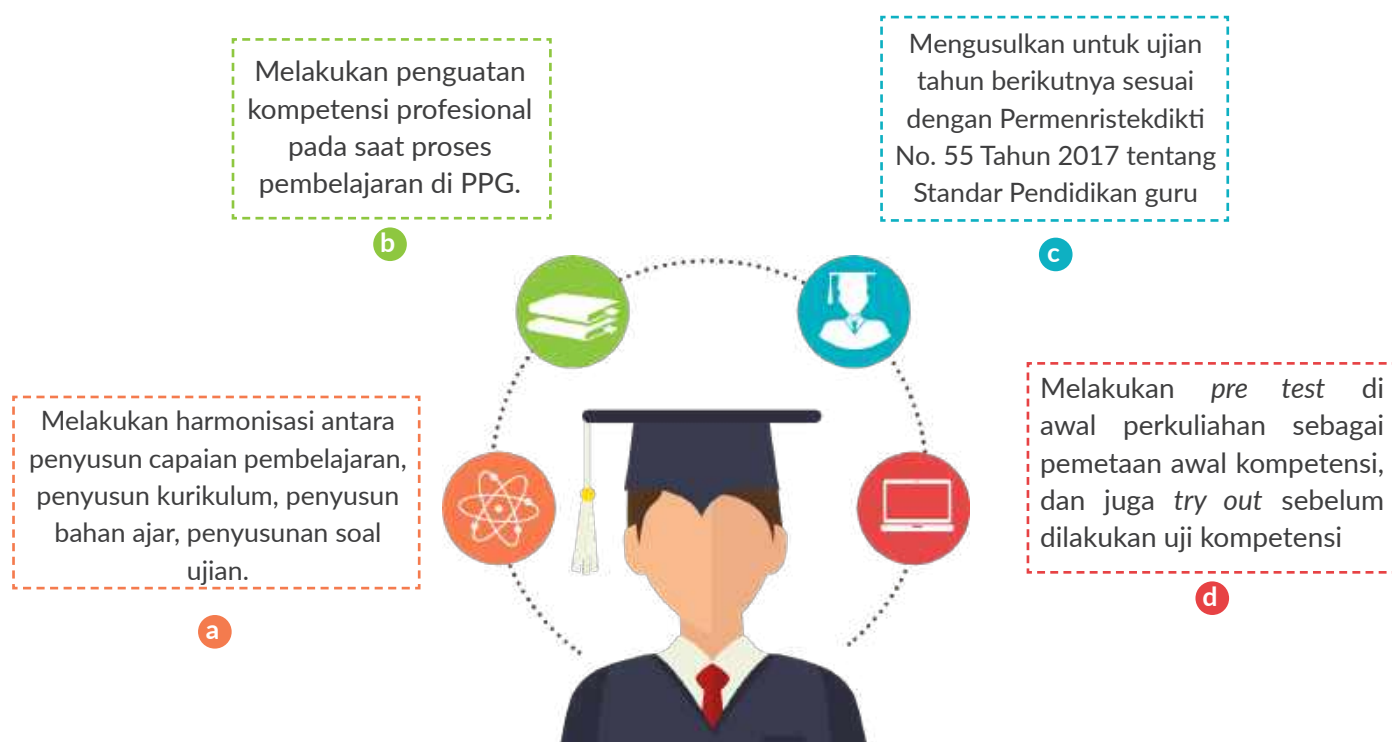 Melakukan harmonisasi antara
penyusun capaian pembelajaran,
penyusun kurikulum, penyusun
bahan ajar, penyusunan soal
ujian.
a
Melakukan penguatan
kompetensi profesional
pada saat proses
pembelajaran di PPG.
b
Mengusulkan untuk ujian
tahun berikutnya sesuai
dengan Permenristekdikti
No. 55 Tahun 2017 tentang
Standar Pendidikan guru
c
Melakukan pre test di
awal perkuliahan sebagai
pemetaan awal kompetensi,
dan juga try out sebelum
dilakukan uji kompetensi
d